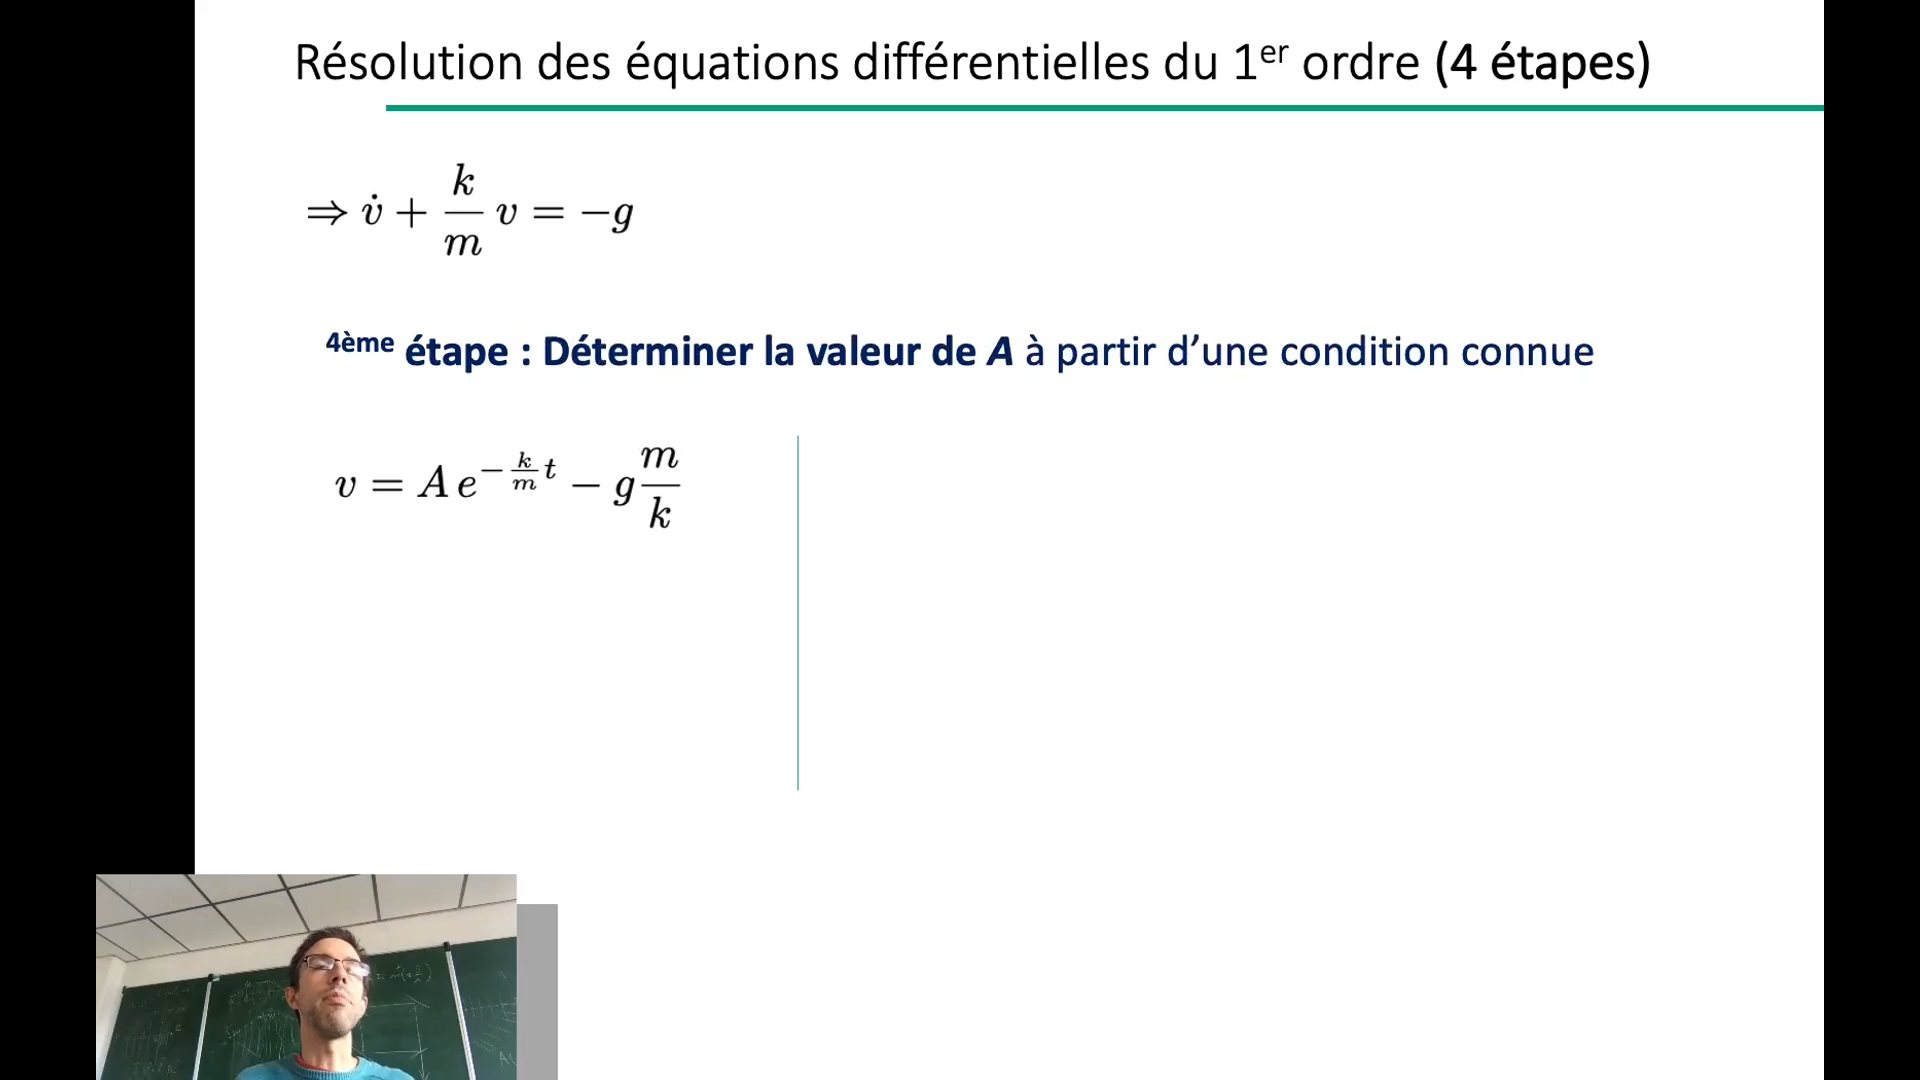 Résolution des équations différentielles du 1er ordre (4 étapes)
⇒ v̇ + k/m v = −g
4ème étape : Déterminer la valeur de A à partir d’une condition connue
v = A e^{−k/m t} − g m/k